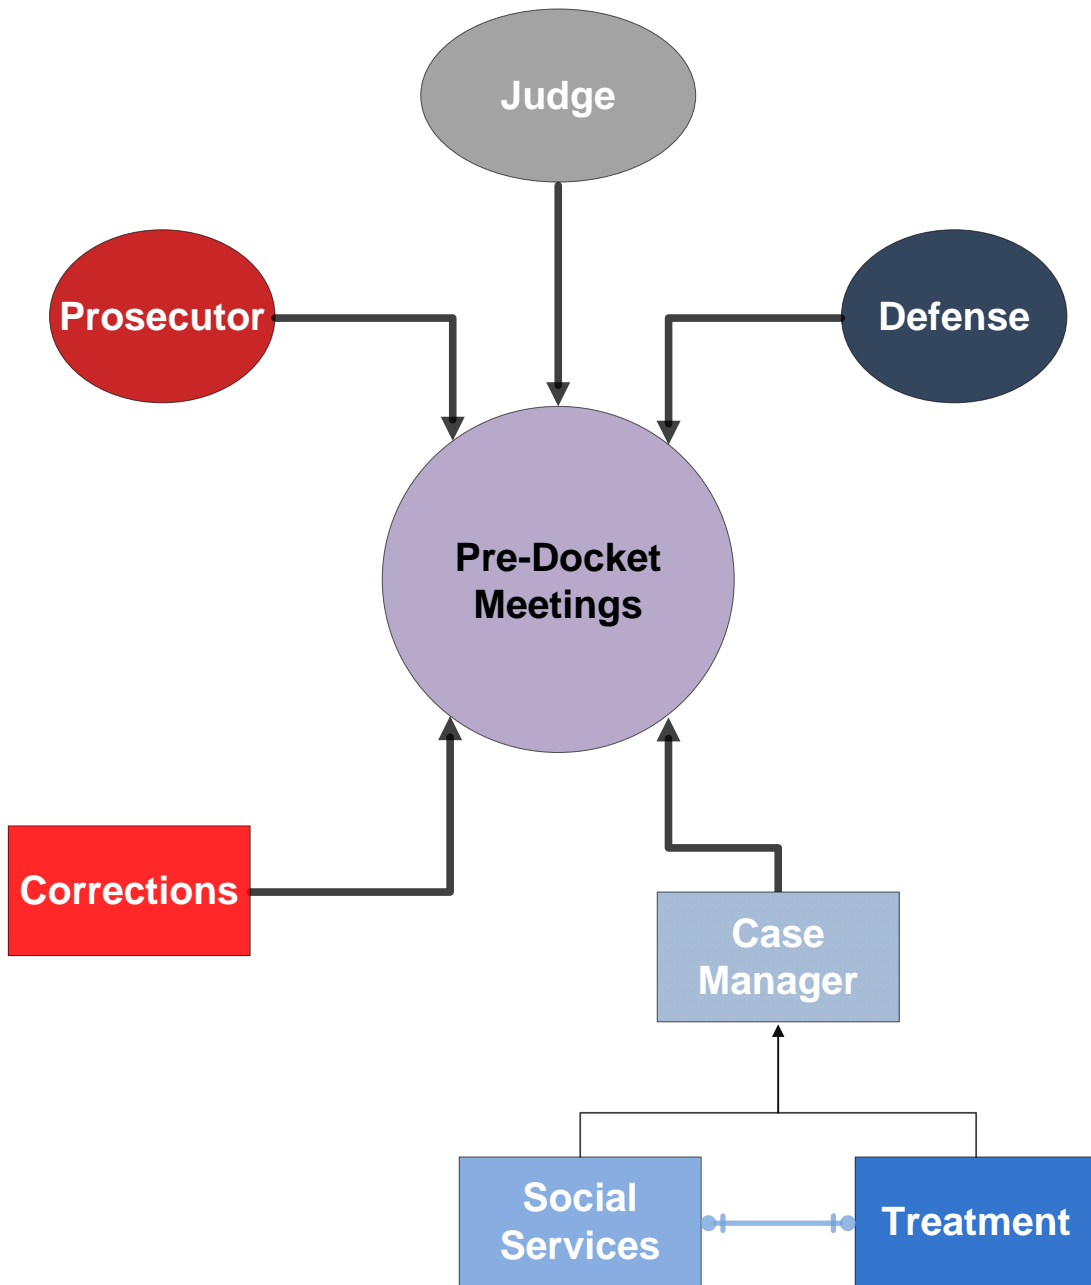 Judge
Prosecutor
Defense
Pre-Docket
Meetings
Corrections
Case
Manager
Social
Services
Treatment